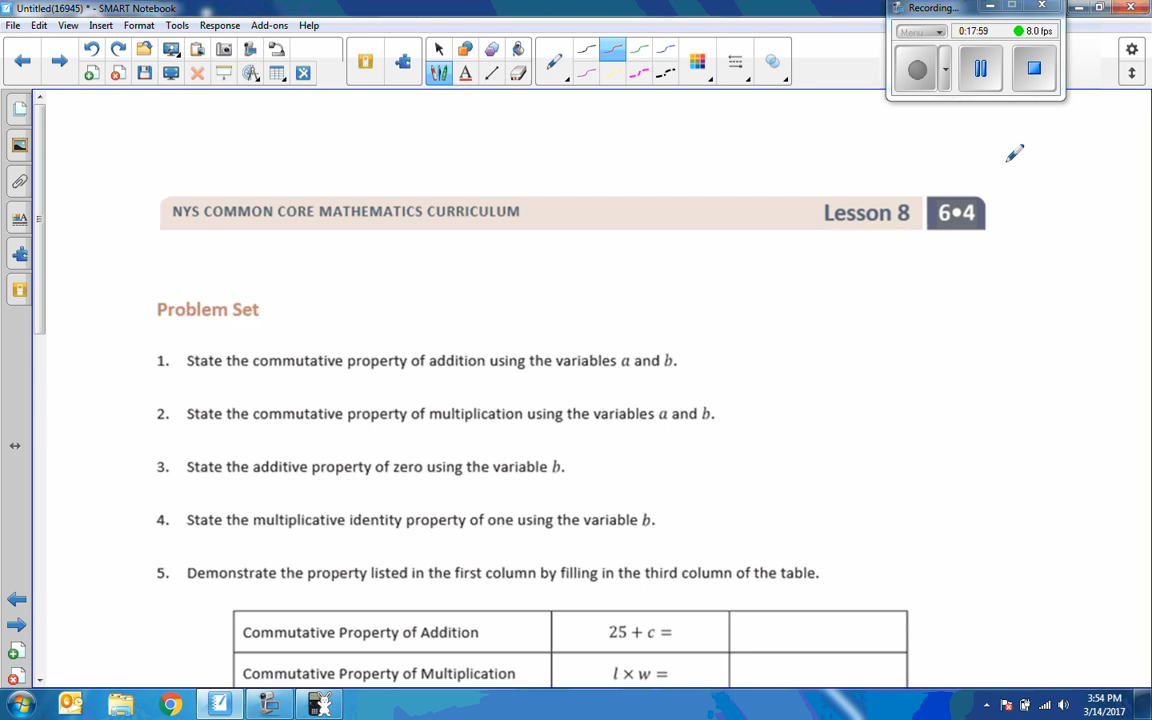 Untitled(16945) * - SMART Notebook
Recording...
File Edit View Insert Format Tools Response Add-ons Help
Menu
0:17:59
8.0 fps
NYS COMMON CORE MATHEMATICS CURRICULUM
Lesson 8
6•4
Problem Set
1. State the commutative property of addition using the variables a and b.
2. State the commutative property of multiplication using the variables a and b.
3. State the additive property of zero using the variable b.
4. State the multiplicative identity property of one using the variable b.
5. Demonstrate the property listed in the first column by filling in the third column of the table.
Commutative Property of Addition 25 + c =
Commutative Property of Multiplication l × w =
3:54 PM
3/14/2017